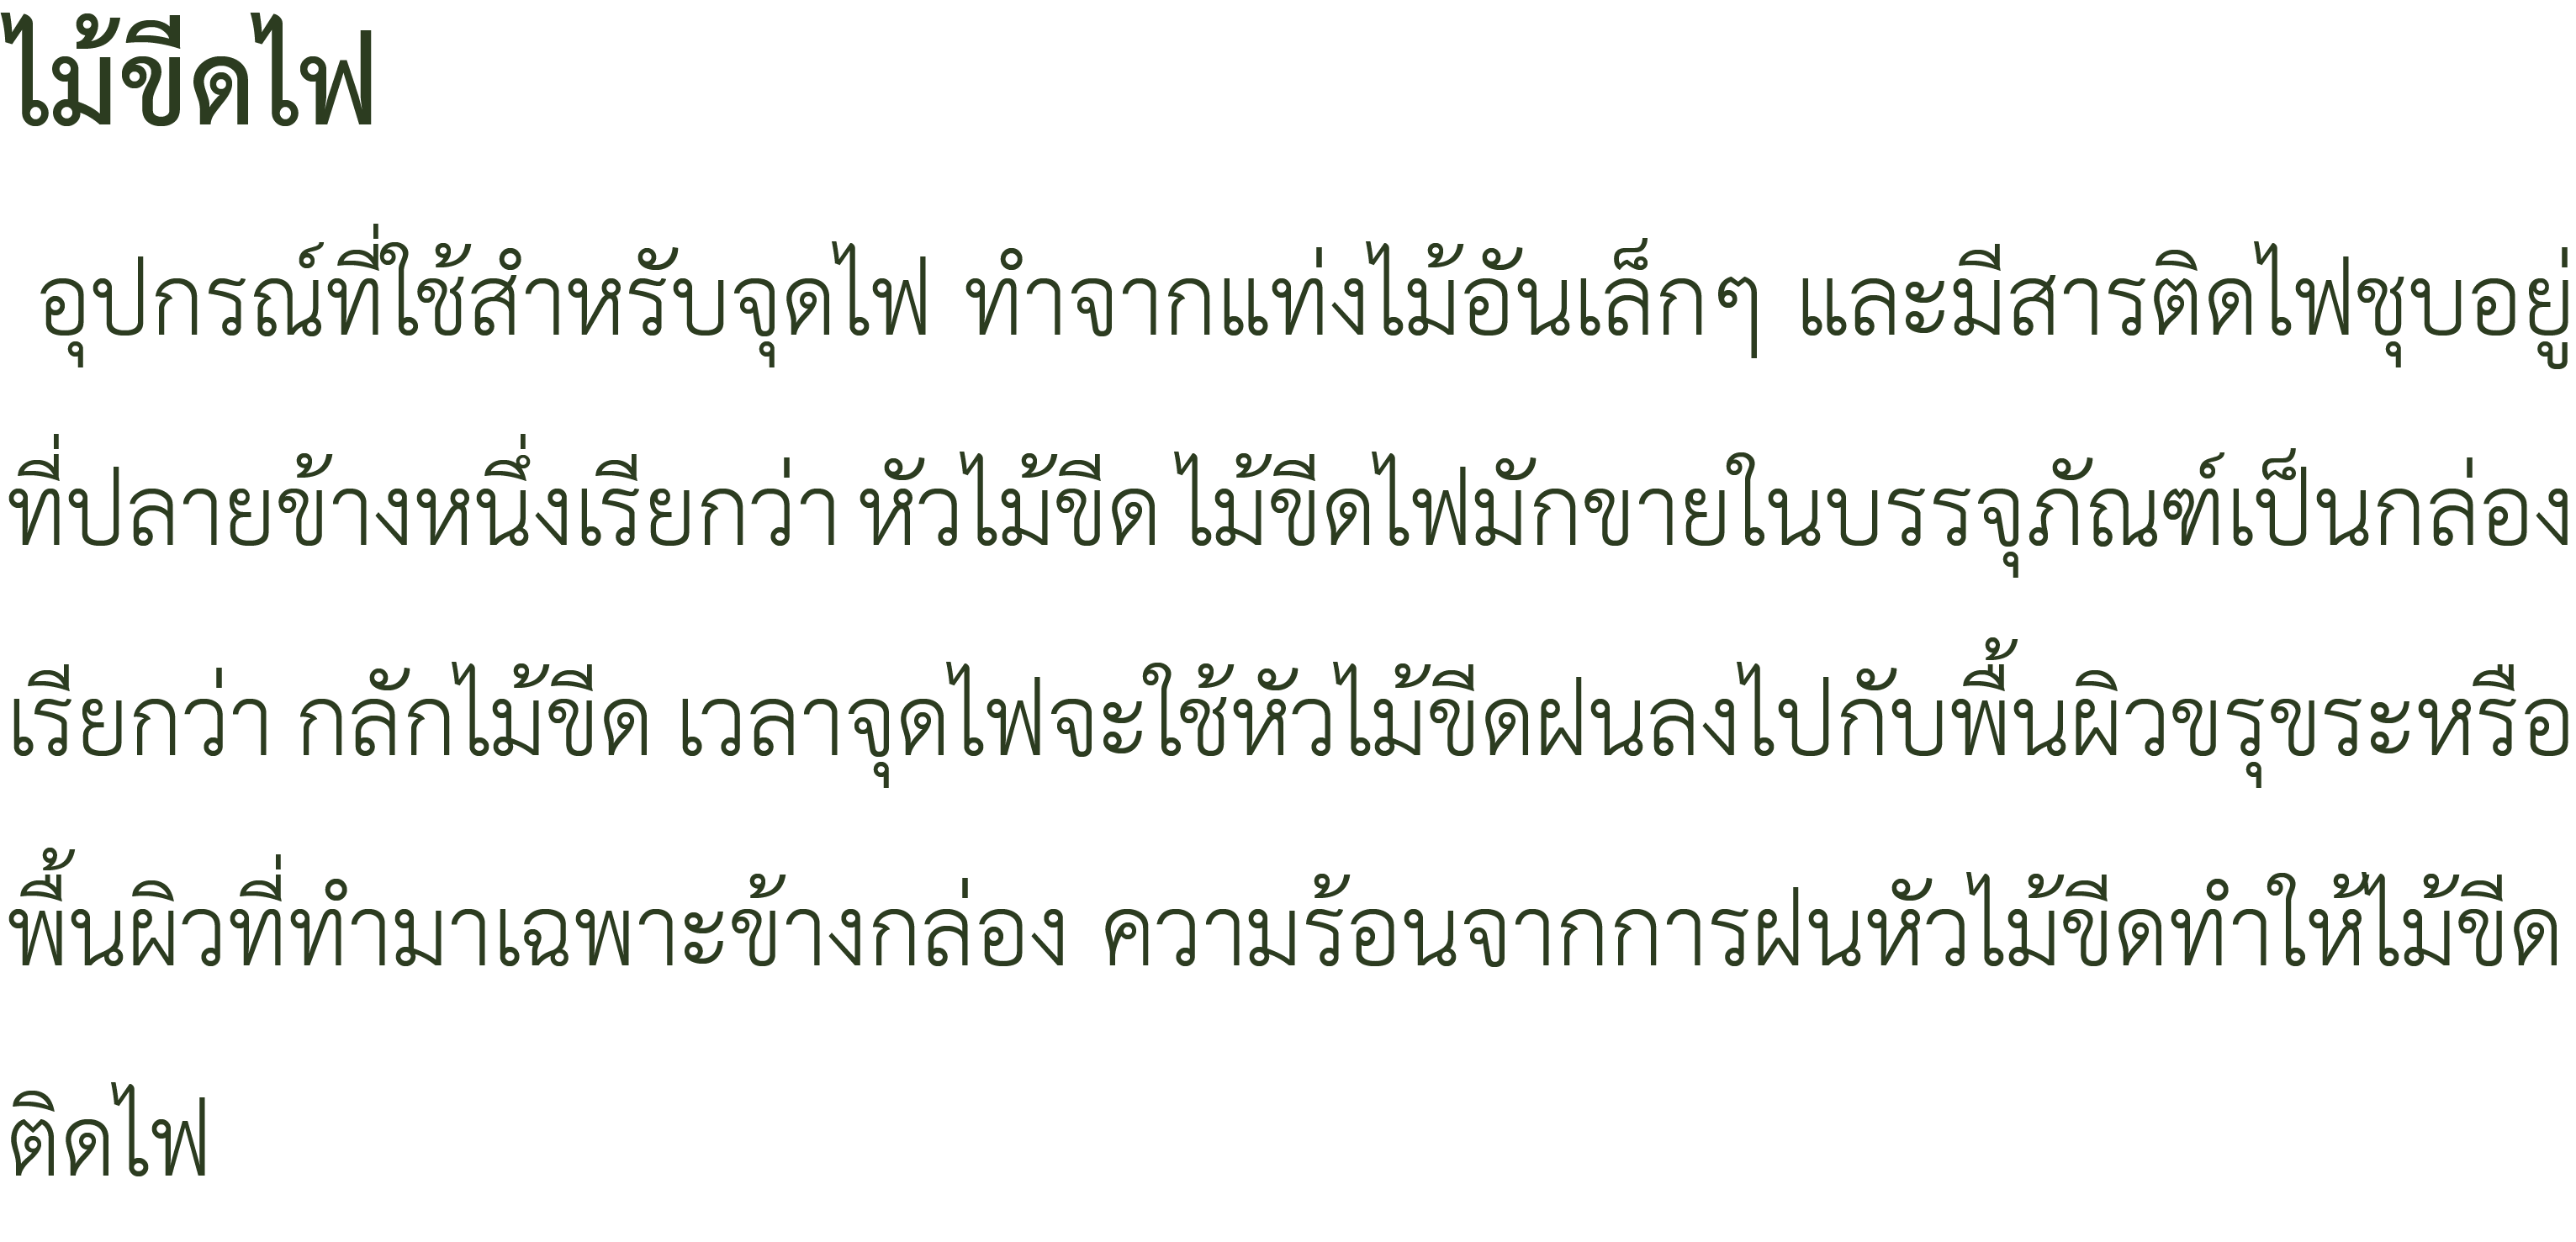 ไม้ขีดไฟ
อุปกรณ์ที่ใช้สำหรับจุดไฟ ทำจากแท่งไม้อันเล็กๆ และมีสารติดไฟชุบอยู่
ที่ปลายข้างหนึ่งเรียกว่า หัวไม้ขีด ไม้ขีดไฟมักขายในบรรจุภัณฑ์เป็นกล่อง
เรียกว่า กลักไม้ขีด เวลาจุดไฟจะใช้หัวไม้ขีดฝนลงไปกับพื้นผิวขรุขระหรือ
พื้นผิวที่ทำมาเฉพาะข้างกล่อง ความร้อนจากการฝนหัวไม้ขีดทำให้ไม้ขีด
ติดไฟ